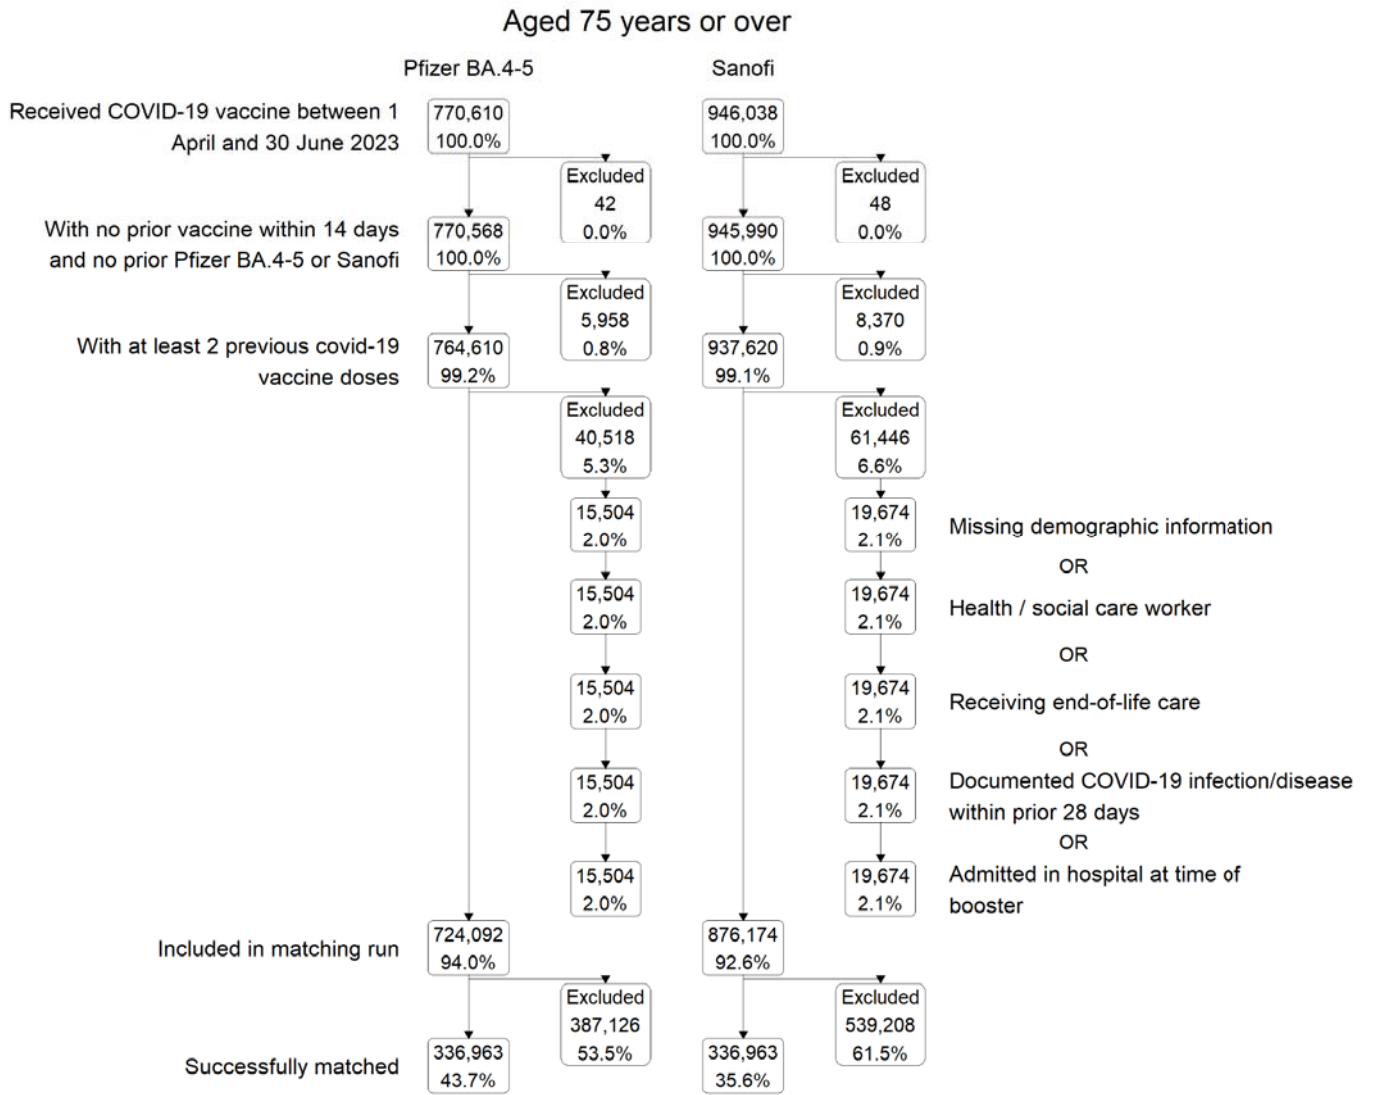 Aged 75 years or over
Pfizer BA.4-5
Sanofi
Received COVID-19 vaccine between 1
April and 30 June 2023
770,610
100.0%
946,038
100.0%
Excluded
42
0.0%
Excluded
48
0.0%
With no prior vaccine within 14 days
and no prior Pfizer BA.4-5 or Sanofi
770,568
100.0%
945,990
100.0%
Excluded
5,958
0.8%
Excluded
8,370
0.9%
With at least 2 previous covid-19
vaccine doses
764,610
99.2%
937,620
99.1%
Excluded
40,518
5.3%
Excluded
61,446
6.6%
15,504
2.0%
19,674
2.1%
Missing demographic information
OR
15,504
2.0%
19,674
2.1%
Health / social care worker
OR
15,504
2.0%
19,674
2.1%
Receiving end-of-life care
OR
15,504
2.0%
19,674
2.1%
Documented COVID-19 infection/disease
within prior 28 days
OR
15,504
2.0%
19,674
2.1%
Admitted in hospital at time of
booster
Included in matching run
724,092
94.0%
876,174
92.6%
Excluded
387,126
53.5%
Excluded
539,208
61.5%
Successfully matched
336,963
43.7%
336,963
35.6%